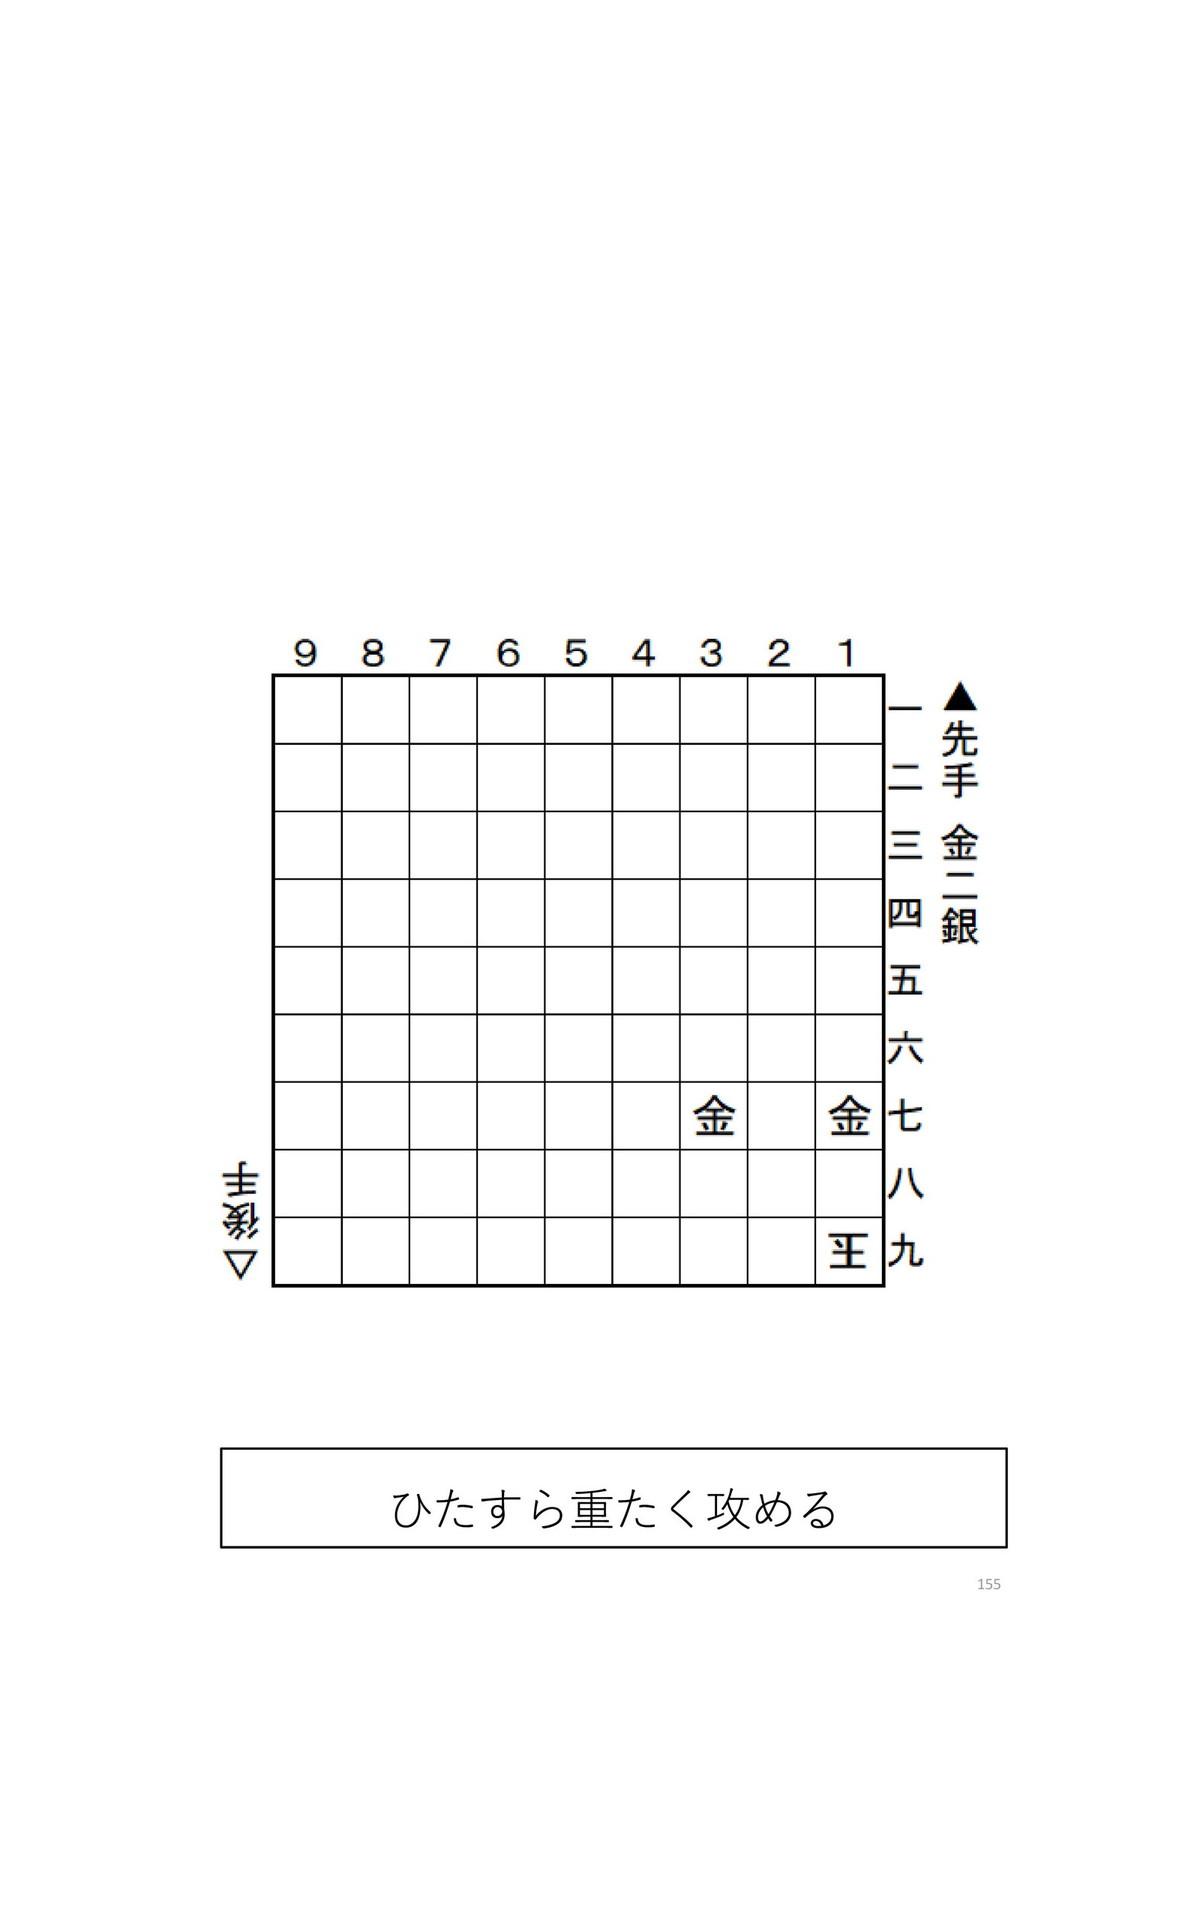 9 8 7 6 5 4 3 2 1
一
二
三
四
五
六
七
八
九
▲先手 金二銀
金 金
王
△後手
ひたすら重たく攻める
155